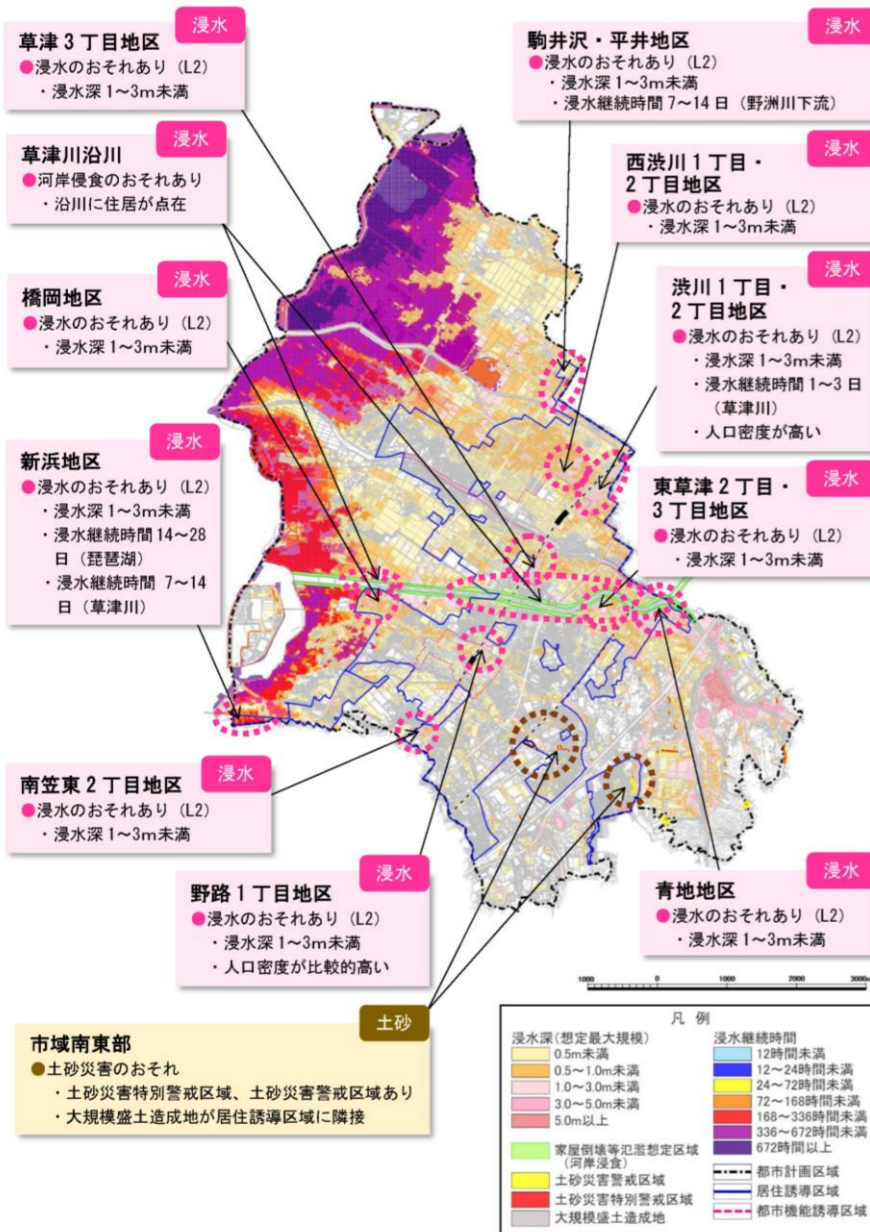 浸水
草津3丁目地区
●浸水のおそれあり（L2）
・浸水深1～3m未満
浸水
草津川沿川
●河岸侵食のおそれあり
・沿川に住居が点在
浸水
橋岡地区
●浸水のおそれあり（L2）
・浸水深1～3m未満
浸水
新浜地区
●浸水のおそれあり（L2）
・浸水深1～3m未満
・浸水継続時間14～28
日（琵琶湖）
・浸水継続時間 7～14
日（草津川）
浸水
南笠東2丁目地区
●浸水のおそれあり（L2）
・浸水深1～3m未満
浸水
野路1丁目地区
●浸水のおそれあり（L2）
・浸水深1～3m未満
・人口密度が比較的高い
土砂
市域南東部
●土砂災害のおそれ
・土砂災害特別警戒区域、土砂災害警戒区域あり
・大規模盛土造成地が居住誘導区域に隣接
浸水
駒井沢・平井地区
●浸水のおそれあり（L2）
・浸水深1～3m未満
・浸水継続時間7～14日（野洲川下流）
浸水
西渋川1丁目・
2丁目地区
●浸水のおそれあり（L2）
・浸水深1～3m未満
浸水
渋川1丁目・
2丁目地区
●浸水のおそれあり（L2）
・浸水深1～3m未満
・浸水継続時間1～3日
（草津川）
・人口密度が高い
浸水
東草津2丁目・
3丁目地区
●浸水のおそれあり（L2）
・浸水深1～3m未満
浸水
青地地区
●浸水のおそれあり（L2）
・浸水深1～3m未満
1000 0 1000 2000 3000m
凡 例
浸水深（想定最大規模）
0.5m未満
0.5～1.0m未満
1.0～3.0m未満
3.0～5.0m未満
5.0m以上
家屋倒壊等氾濫想定区域
（河岸浸食）
土砂災害警戒区域
土砂災害特別警戒区域
大規模盛土造成地
浸水継続時間
12時間未満
12～24時間未満
24～72時間未満
72～168時間未満
168～336時間未満
336～672時間未満
672時間以上
都市計画区域
居住誘導区域
都市機能誘導区域